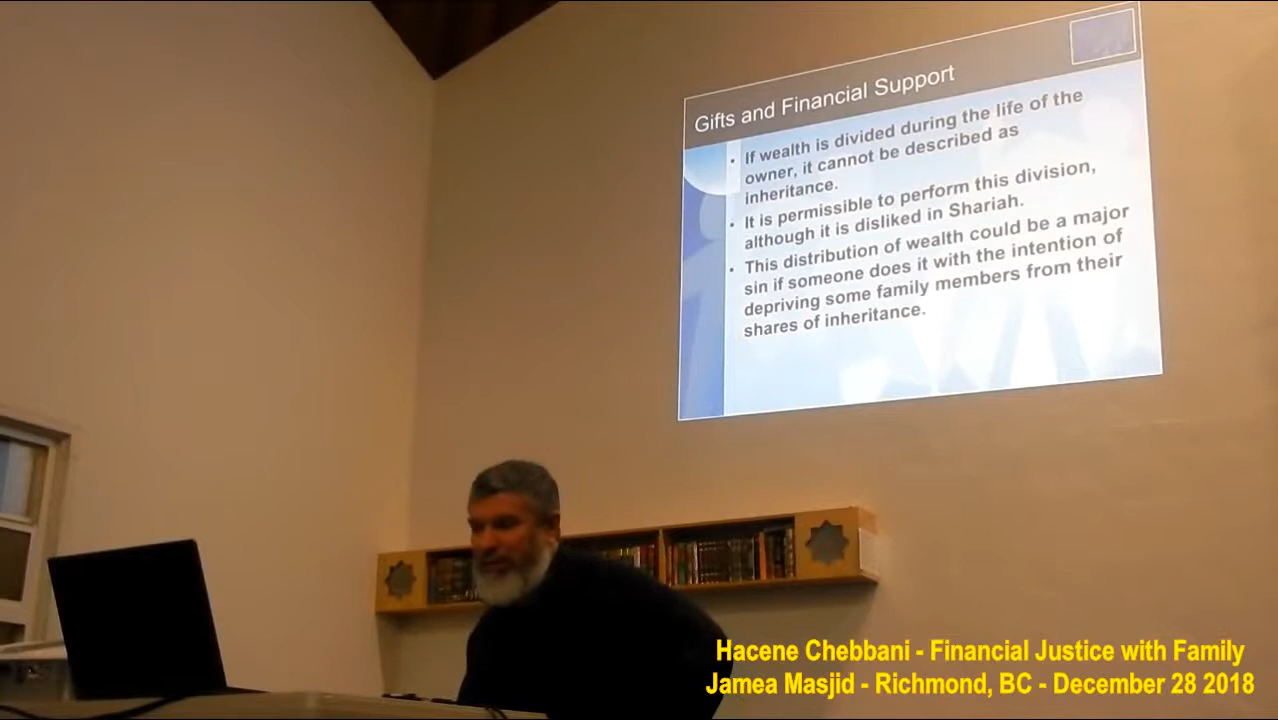 Gifts and Financial Support
• If wealth is divided during the life of the
owner, it cannot be described as
inheritance.
• It is permissible to perform this division,
although it is disliked in Shariah.
• This distribution of wealth could be a major
sin if someone does it with the intention of
depriving some family members from their
shares of inheritance.
Hacene Chebbani - Financial Justice with Family
Jamea Masjid - Richmond, BC - December 28 2018